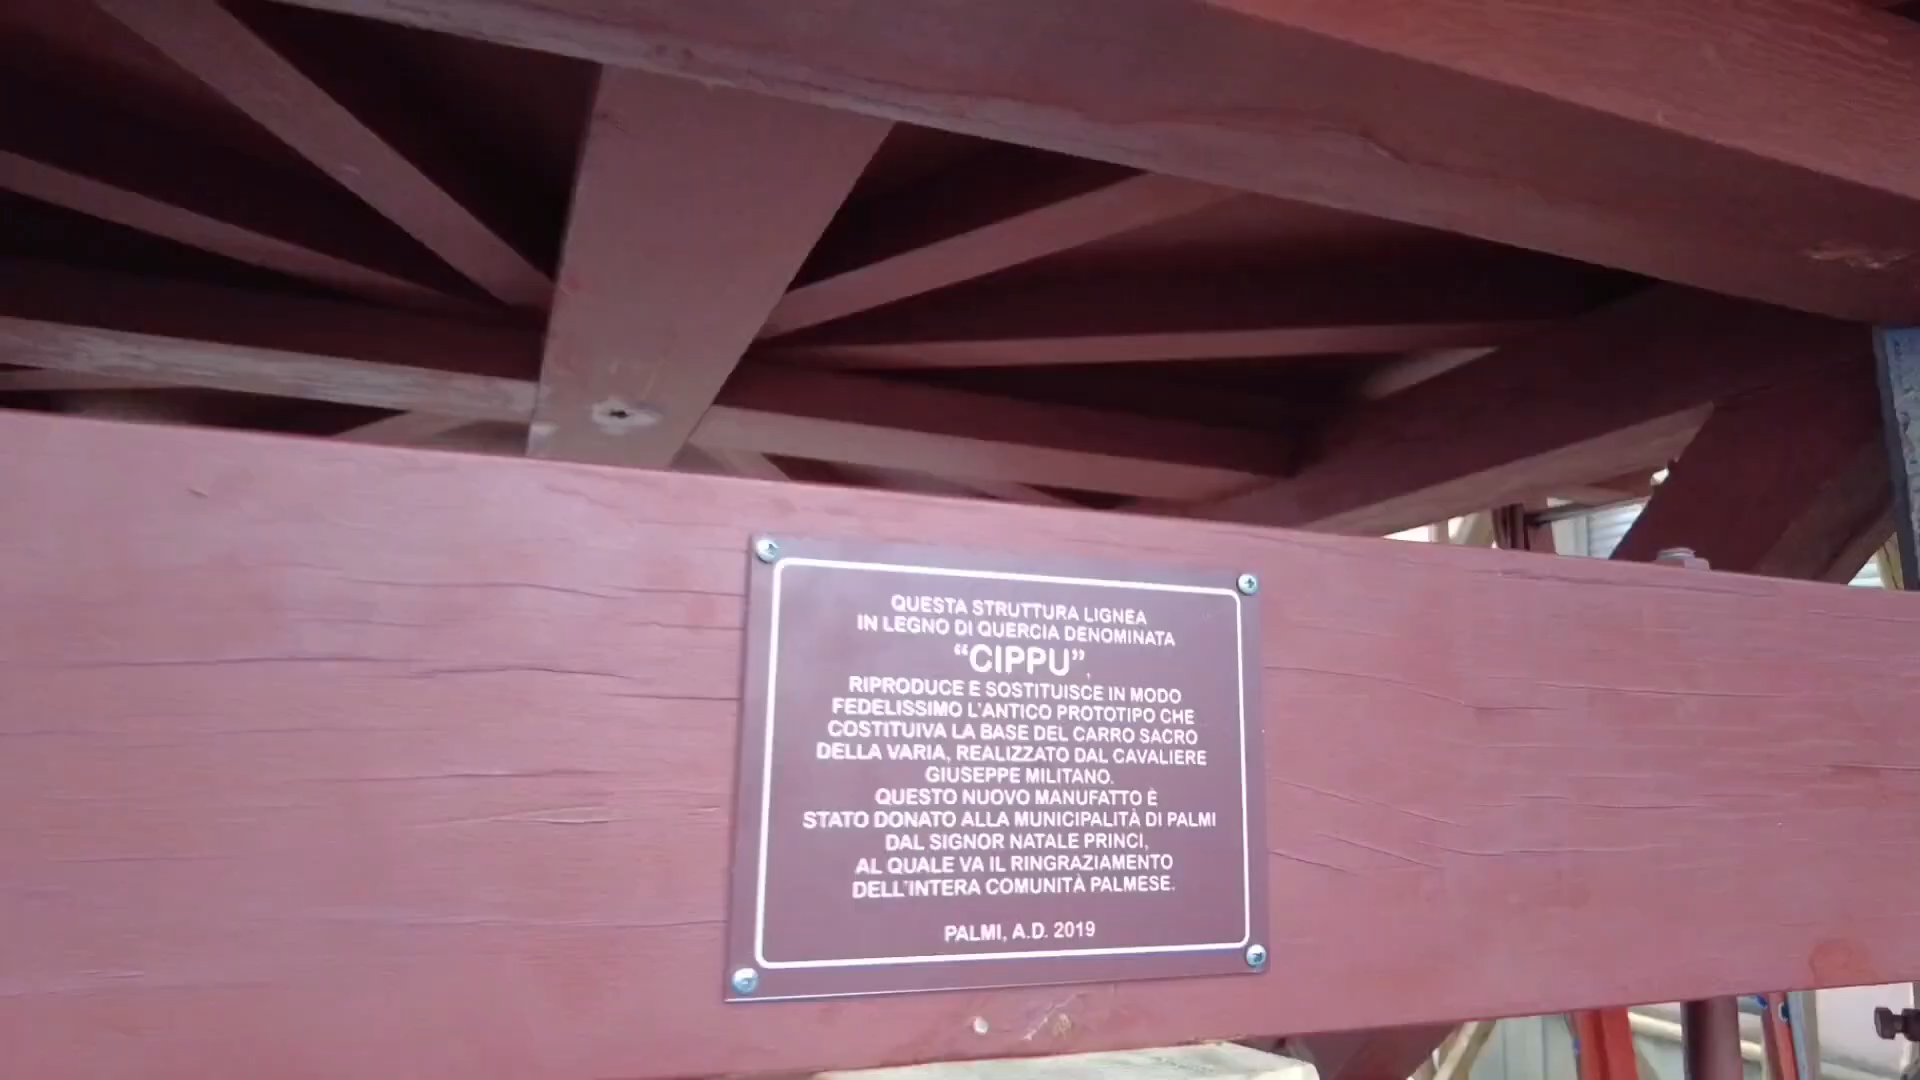 QUESTA STRUTTURA LIGNEA
IN LEGNO DI QUERCIA DENOMINATA
“CIPPU”,
RIPRODUCE E SOSTITUISCE IN MODO
FEDELISSIMO L'ANTICO PROTOTIPO CHE
COSTITUIVA LA BASE DEL CARRO SACRO
DELLA VARIA, REALIZZATO DAL CAVALIERE
GIUSEPPE MILITANO.
QUESTO NUOVO MANUFATTO È
STATO DONATO ALLA MUNICIPALITÀ DI PALMI
DAL SIGNOR NATALE PRINCI,
AL QUALE VA IL RINGRAZIAMENTO
DELL'INTERA COMUNITÀ PALMESE.
PALMI, A.D. 2019